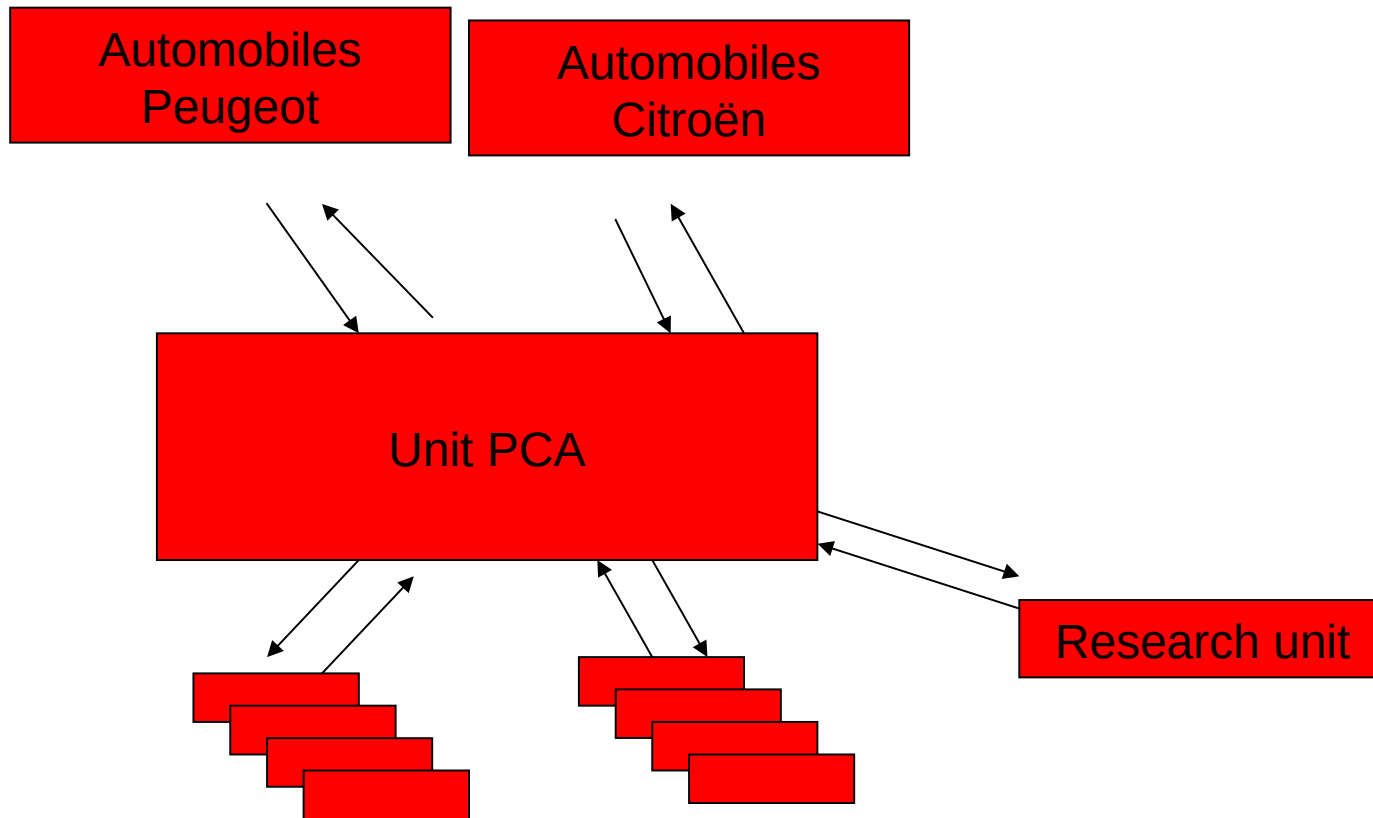 Automobiles
Peugeot
Automobiles
Citroën
Unit PCA
Research unit